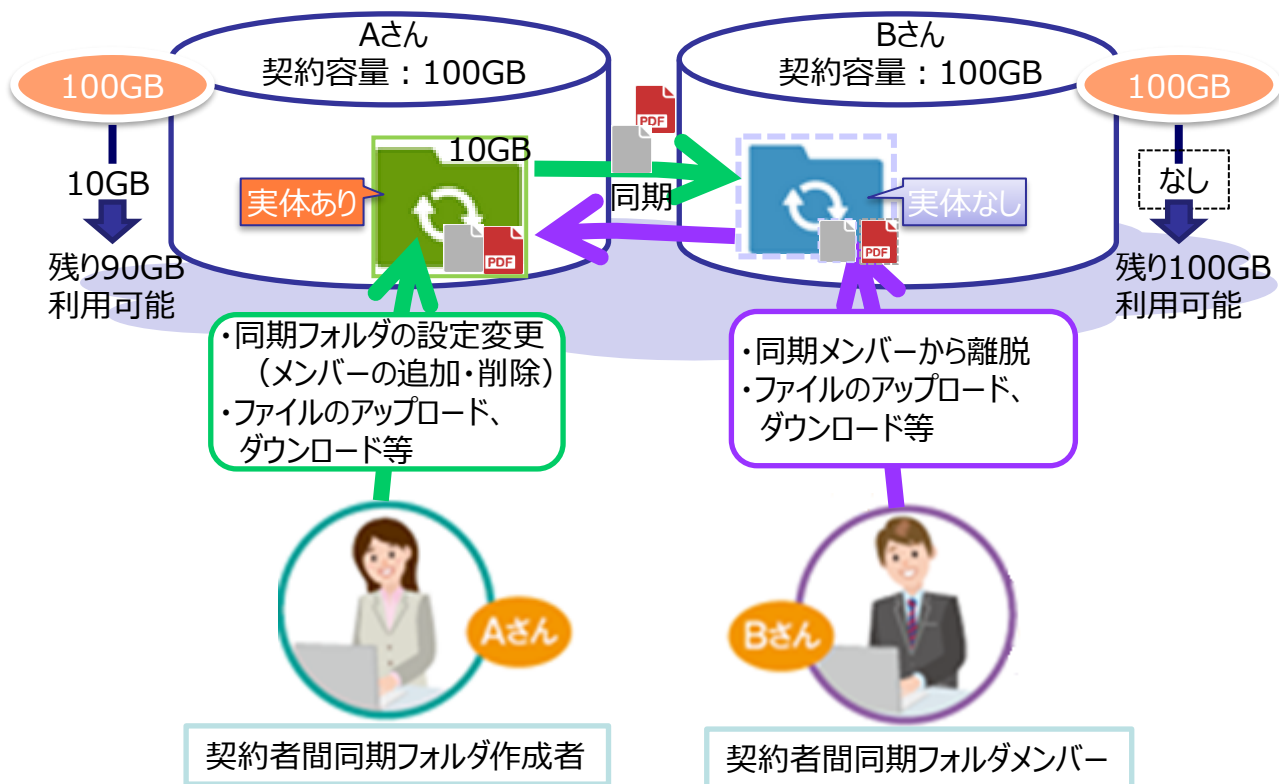 Aさん
契約容量：100GB
Bさん
契約容量：100GB
100GB
100GB
10GB
PDF
10GB
なし
実体あり
同期
実体なし
PDF
PDF
残り90GB
利用可能
残り100GB
利用可能
・同期フォルダの設定変更
（メンバーの追加・削除）
・ファイルのアップロード、
ダウンロード等
・同期メンバーから離脱
・ファイルのアップロード、
ダウンロード等
Aさん
Bさん
契約者間同期フォルダ作成者
契約者間同期フォルダメンバー